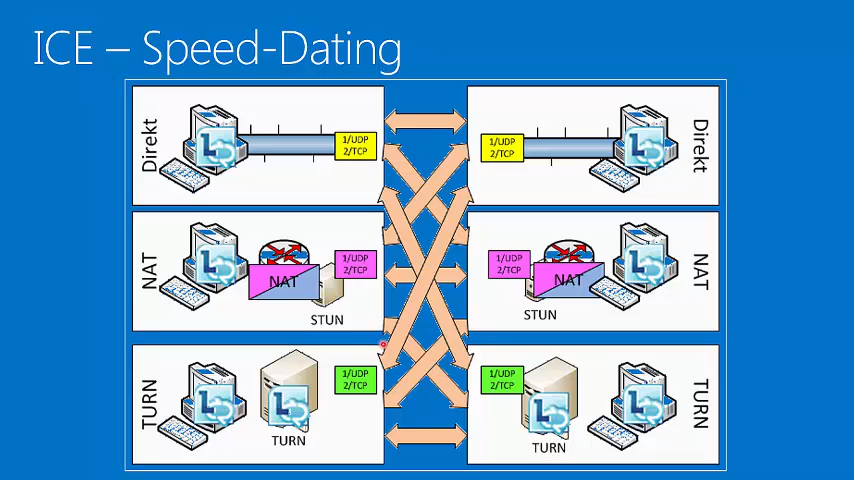 ICE – Speed-Dating
Direkt
1/UDP
2/TCP
1/UDP
2/TCP
Direkt
NAT
NAT
1/UDP
2/TCP
STUN
1/UDP
2/TCP
NAT
STUN
NAT
TURN
TURN
1/UDP
2/TCP
1/UDP
2/TCP
TURN
TURN